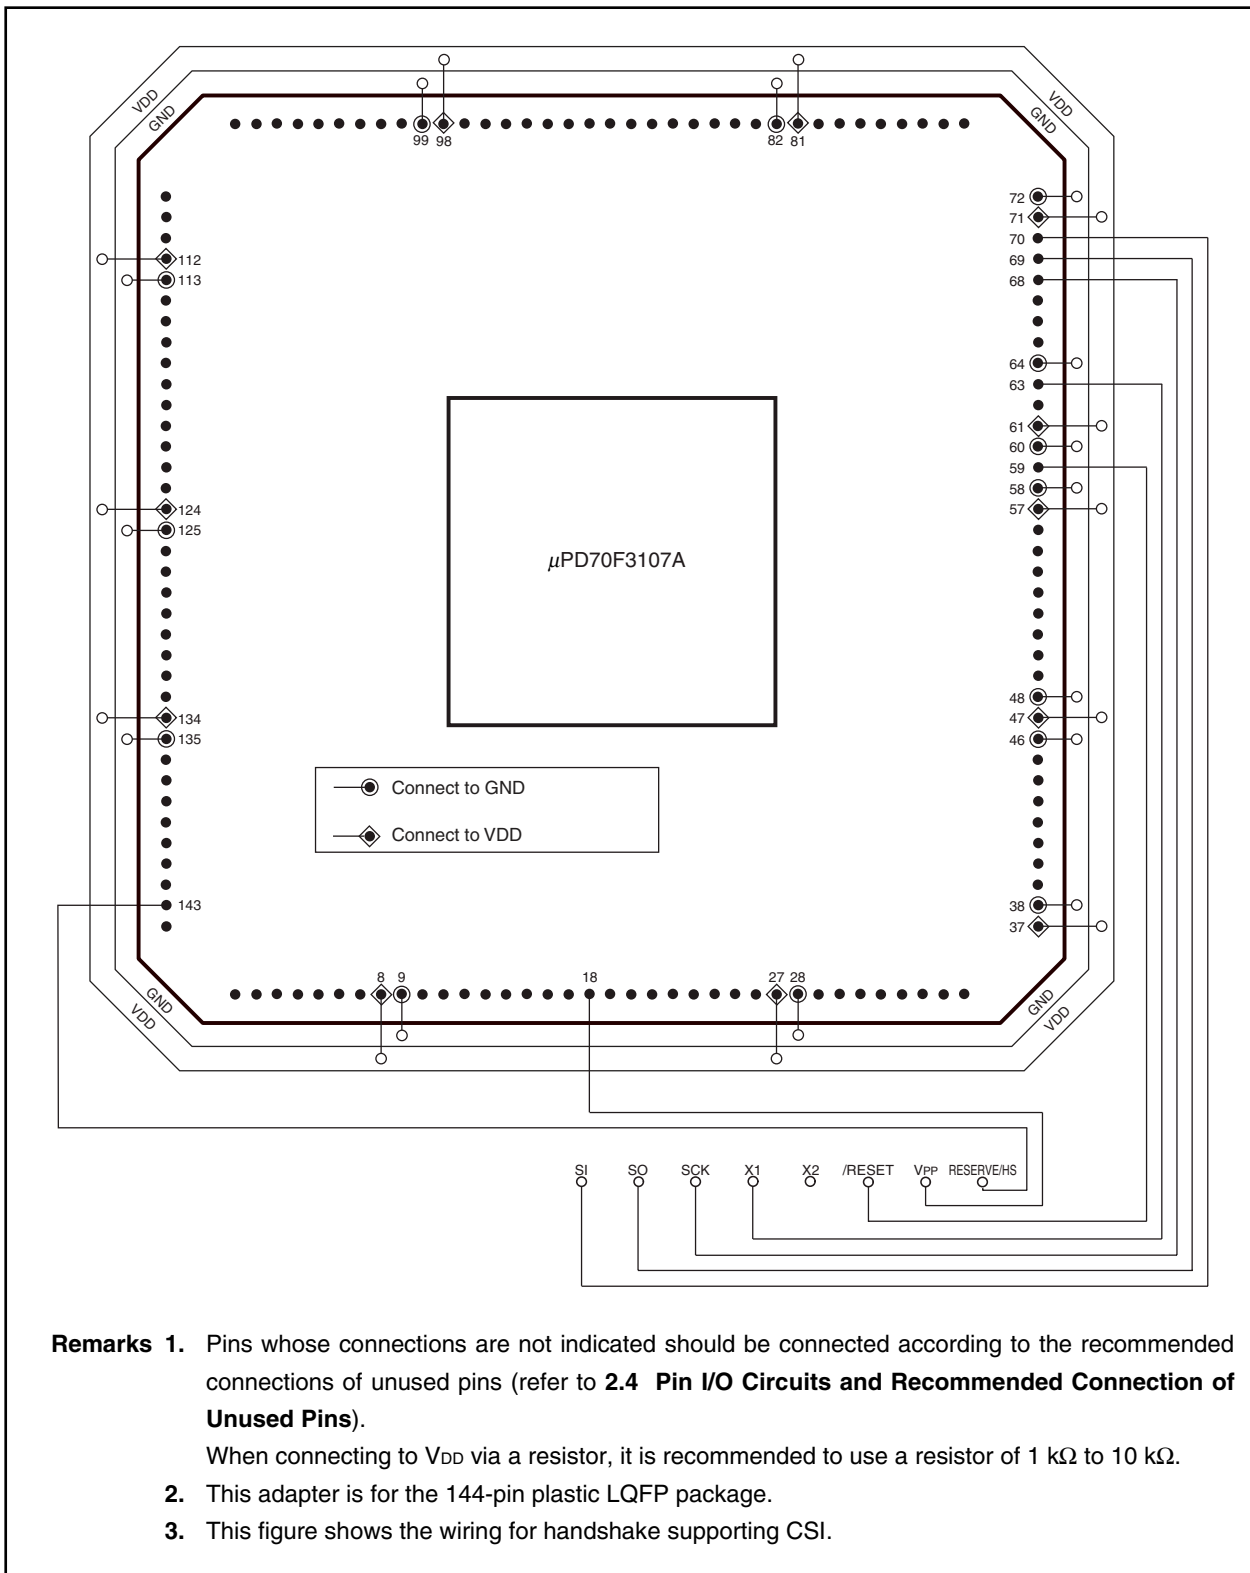 VDD
GND
VDD
GND
99 98
82 81
72
71
70
69
68
112
113
64
63
61
60
59
58
57
124
125
μPD70F3107A
48
47
46
134
135
Connect to GND
Connect to VDD
143
38
37
8 9
18
27 28
GND
VDD
GND
VDD
SI SO SCK X1 X2 /RESET VPP RESERVE/HS
Remarks 1. Pins whose connections are not indicated should be connected according to the recommended
connections of unused pins (refer to 2.4 Pin I/O Circuits and Recommended Connection of
Unused Pins).
When connecting to VDD via a resistor, it is recommended to use a resistor of 1 kΩ to 10 kΩ.
2. This adapter is for the 144-pin plastic LQFP package.
3. This figure shows the wiring for handshake supporting CSI.